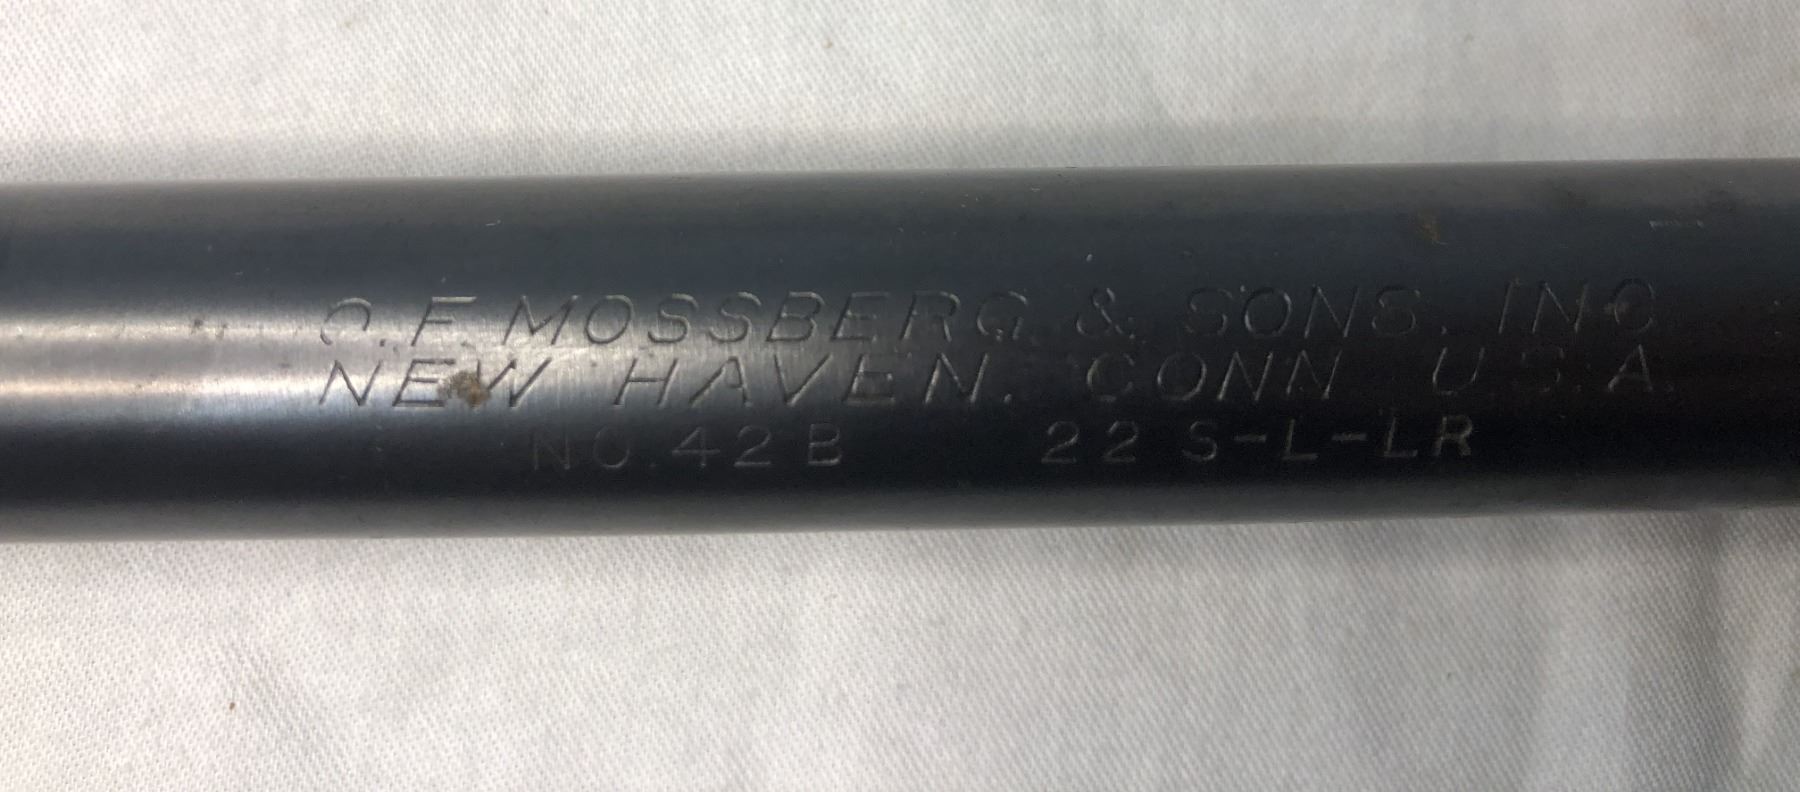 O.F. MOSSBERG & SONS. INC
NEW HAVEN. CONN U.S.A.
NO. 42B 22 S-L-LR